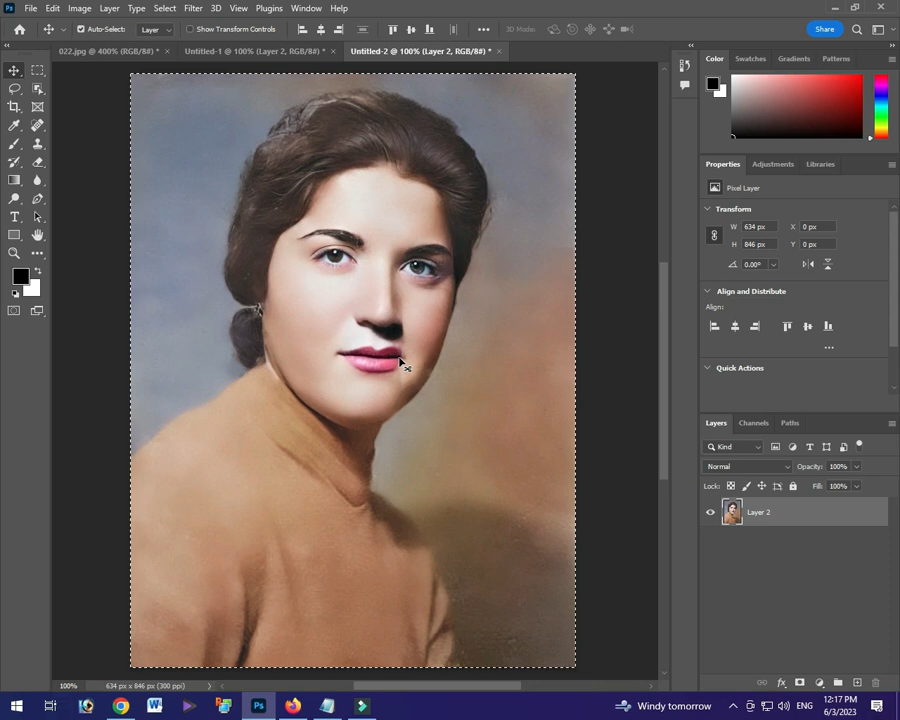 Ps File Edit Image Layer Type Select Filter 3D View Plugins Window Help
Auto-Select: Layer Show Transform Controls 3D Mode: Share
022.jpg @ 400% (RGB/8#) * × Untitled-1 @ 100% (Layer 2, RGB/8#) * × Untitled-2 @ 100% (Layer 2, RGB/8#) * ×
Color Swatches Gradients Patterns
Properties Adjustments Libraries
Pixel Layer
Transform
W 634 px X 0 px
H 846 px Y 0 px
0.00°
Align and Distribute
Align:
Quick Actions
Layers Channels Paths
Kind
Normal Opacity: 100%
Lock: Fill: 100%
Layer 2
100% 634 px x 846 px (300 ppi)
Windy tomorrow ENG 12:17 PM
6/3/2023